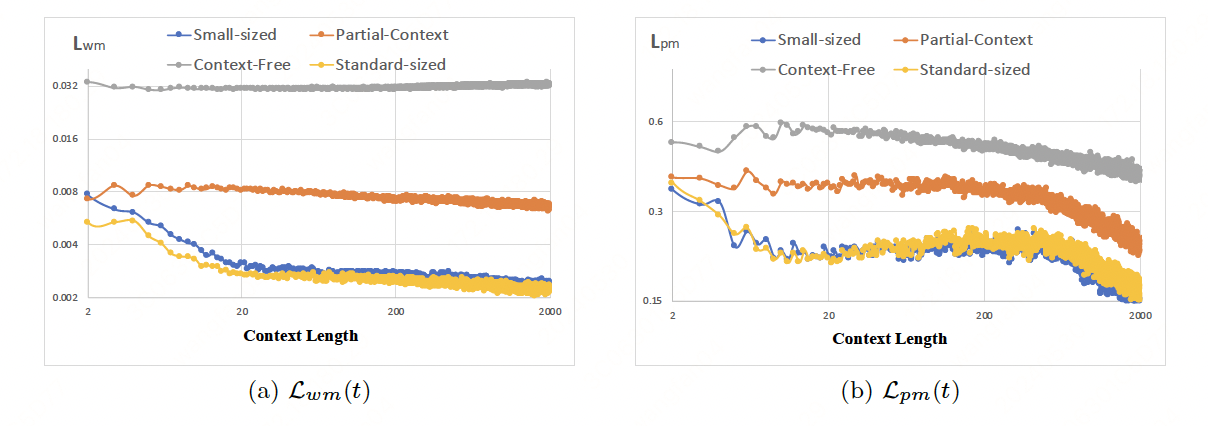 Lwm
Small-sized
Partial-Context
Context-Free
Standard-sized
0.032
0.016
0.008
0.004
0.002
2
20
200
2000
Context Length
(a) 𝓛wm(t)
Lpm
Small-sized
Partial-Context
Context-Free
Standard-sized
0.6
0.3
0.15
2
20
200
2000
Context Length
(b) 𝓛pm(t)